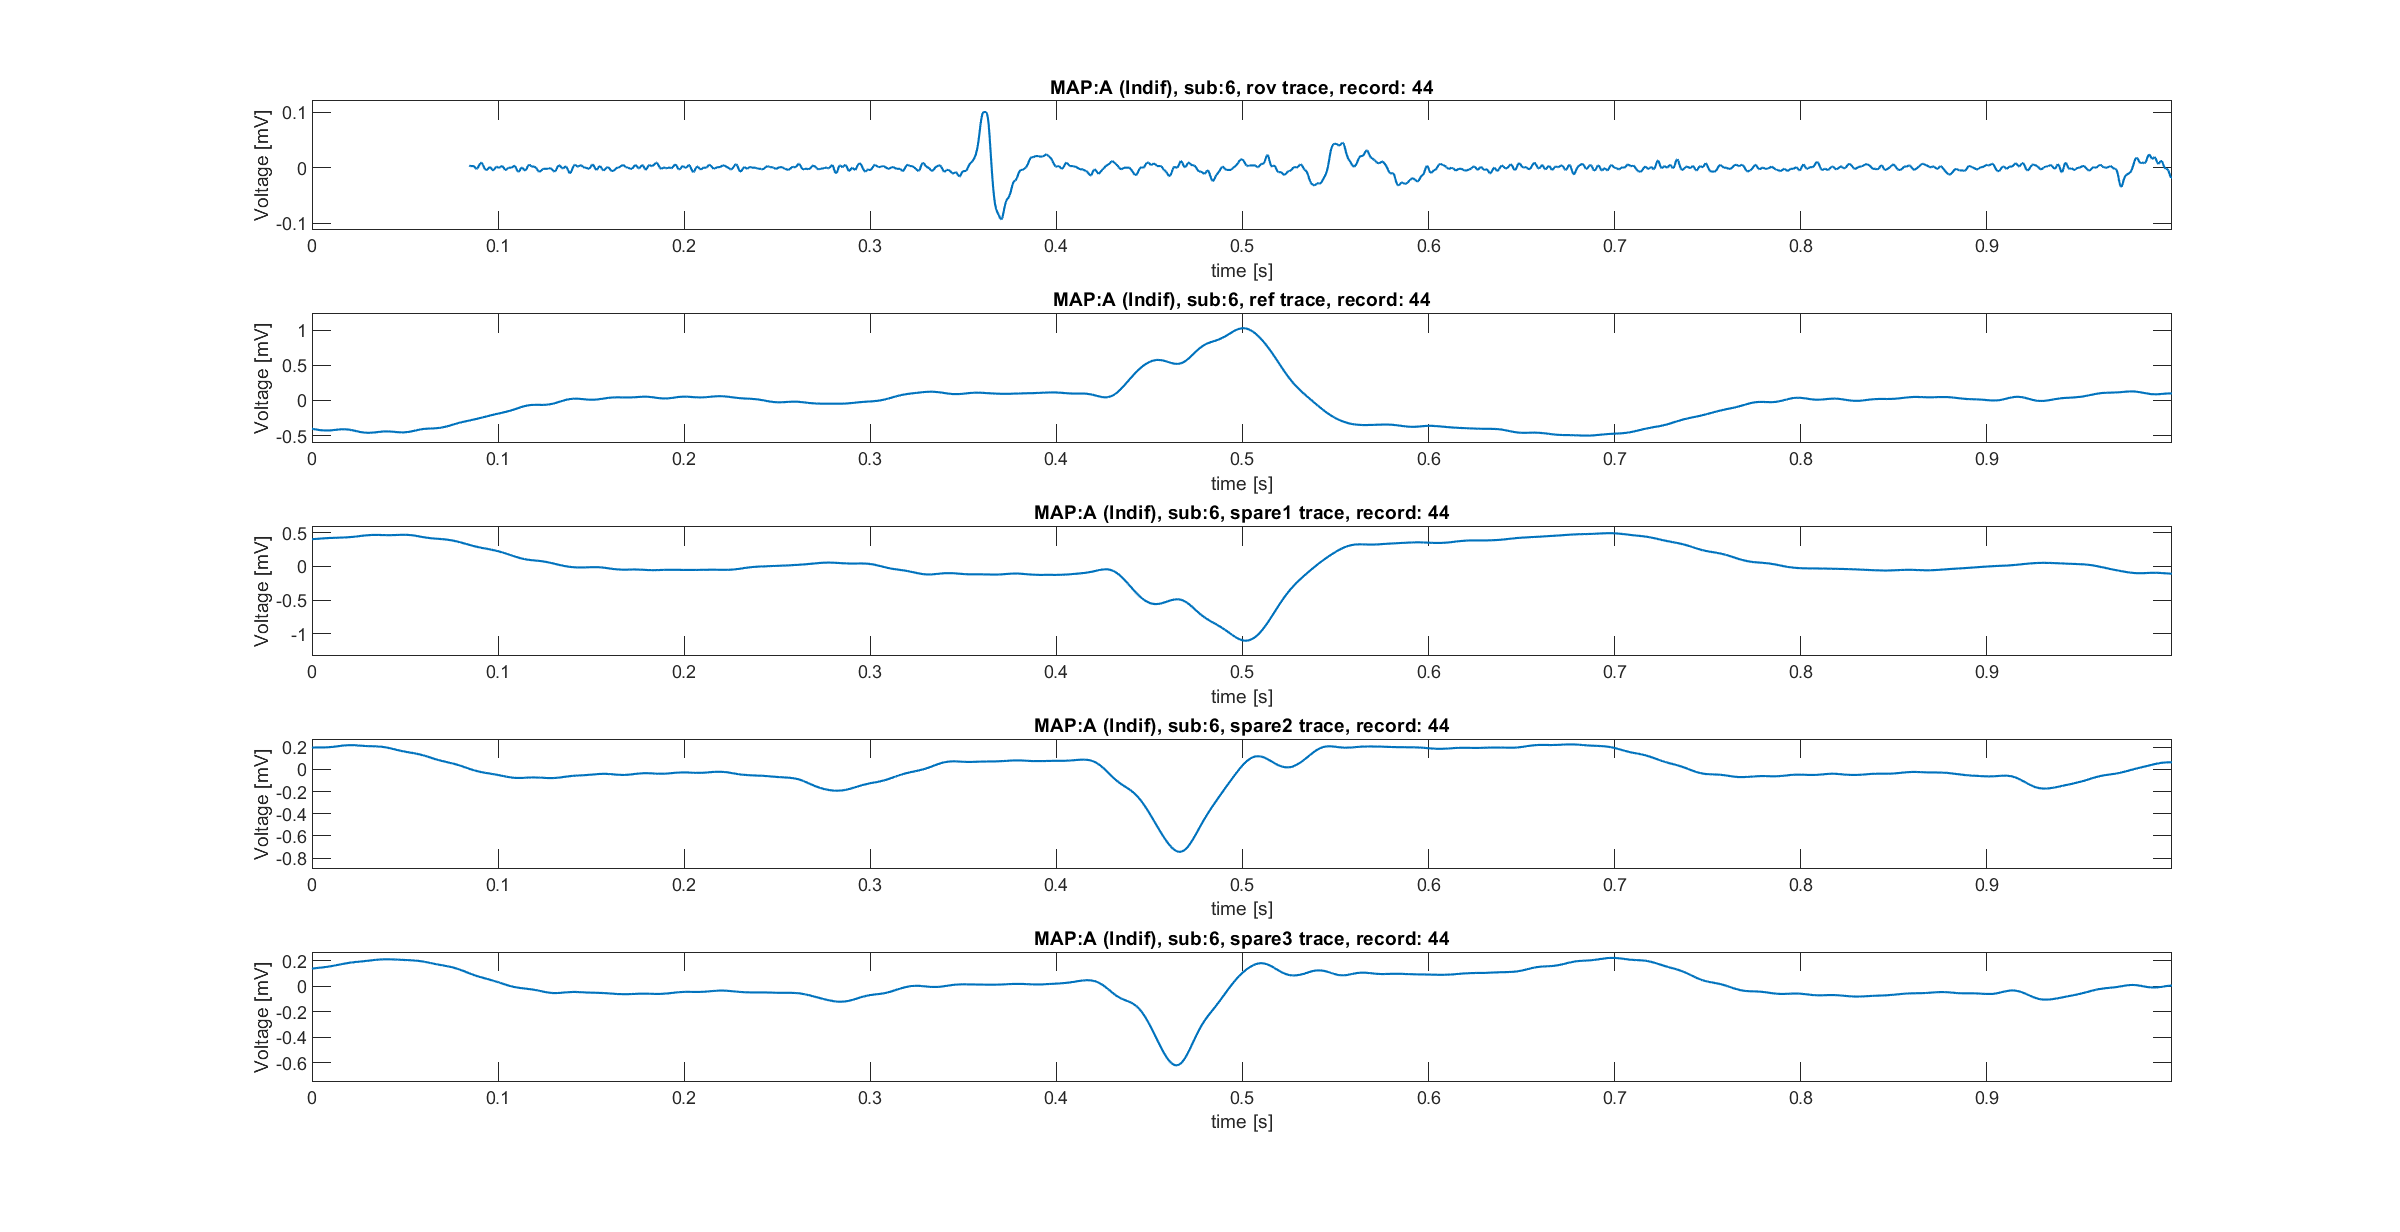 MAP:A (Indif), sub:6, rov trace, record: 44
Voltage [mV]
0.1
0
-0.1
0 0.1 0.2 0.3 0.4 0.5 0.6 0.7 0.8 0.9
time [s]
MAP:A (Indif), sub:6, ref trace, record: 44
Voltage [mV]
1
0.5
0
-0.5
0 0.1 0.2 0.3 0.4 0.5 0.6 0.7 0.8 0.9
time [s]
MAP:A (Indif), sub:6, spare1 trace, record: 44
Voltage [mV]
0.5
0
-0.5
-1
0 0.1 0.2 0.3 0.4 0.5 0.6 0.7 0.8 0.9
time [s]
MAP:A (Indif), sub:6, spare2 trace, record: 44
Voltage [mV]
0.2
0
-0.2
-0.4
-0.6
-0.8
0 0.1 0.2 0.3 0.4 0.5 0.6 0.7 0.8 0.9
time [s]
MAP:A (Indif), sub:6, spare3 trace, record: 44
Voltage [mV]
0.2
0
-0.2
-0.4
-0.6
0 0.1 0.2 0.3 0.4 0.5 0.6 0.7 0.8 0.9
time [s]